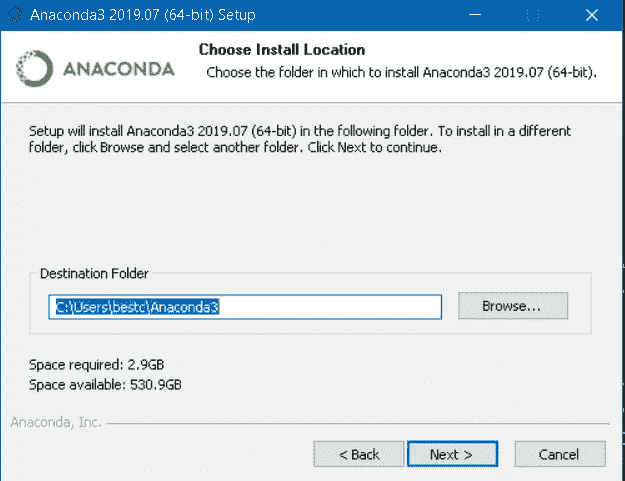 Anaconda3 2019.07 (64-bit) Setup
Choose Install Location
ANACONDA
Choose the folder in which to install Anaconda3 2019.07 (64-bit).
Setup will install Anaconda3 2019.07 (64-bit) in the following folder. To install in a different
folder, click Browse and select another folder. Click Next to continue.
Destination Folder
C:\Users\bestc\Anaconda3
Browse...
Space required: 2.9GB
Space available: 530.9GB
Anaconda, Inc.
< Back
Next >
Cancel